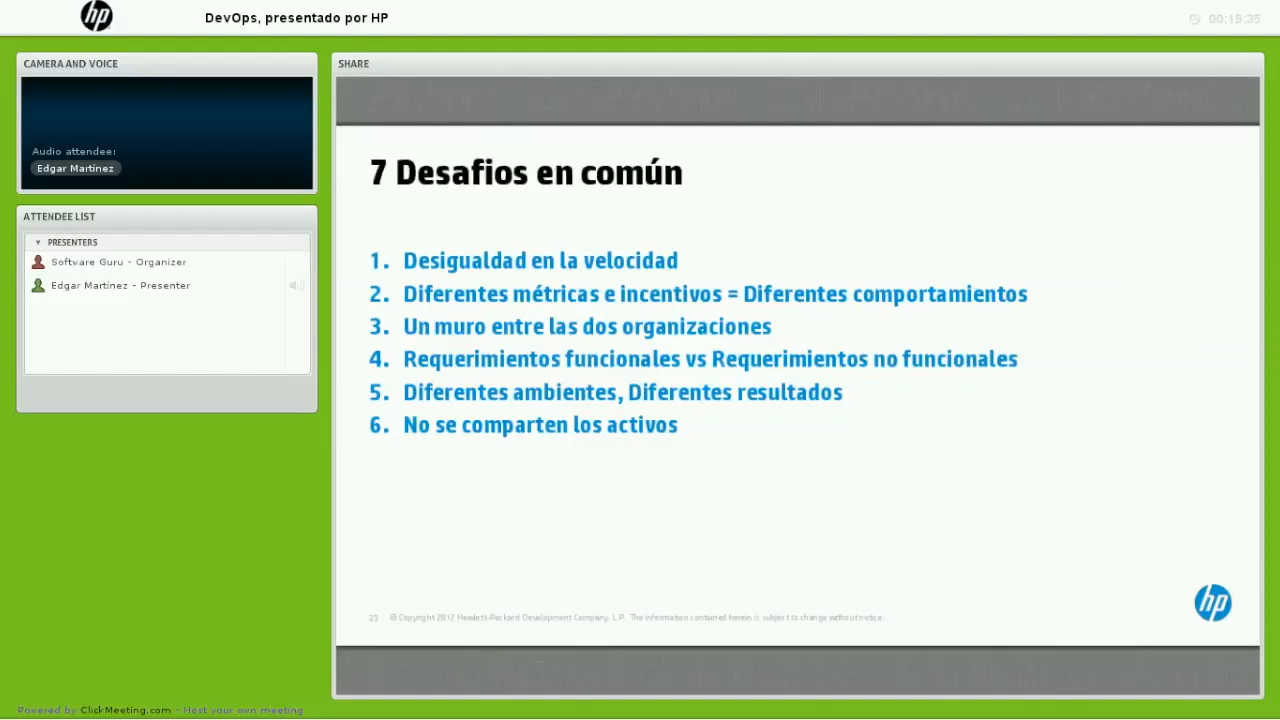 hp
DevOps, presentado por HP
00:19:35
CAMERA AND VOICE
Audio attendee:
Edgar Martínez
ATTENDEE LIST
PRESENTERS
Software Guru - Organizer
Edgar Martínez - Presenter
SHARE
7 Desafios en común
1. Desigualdad en la velocidad
2. Diferentes métricas e incentivos = Diferentes comportamientos
3. Un muro entre las dos organizaciones
4. Requerimientos funcionales vs Requerimientos no funcionales
5. Diferentes ambientes, Diferentes resultados
6. No se comparten los activos
23 © Copyright 2012 Hewlett-Packard Development Company, L.P. The information contained herein is subject to change without notice.
hp
Powered by ClickMeeting.com - Host your own meeting